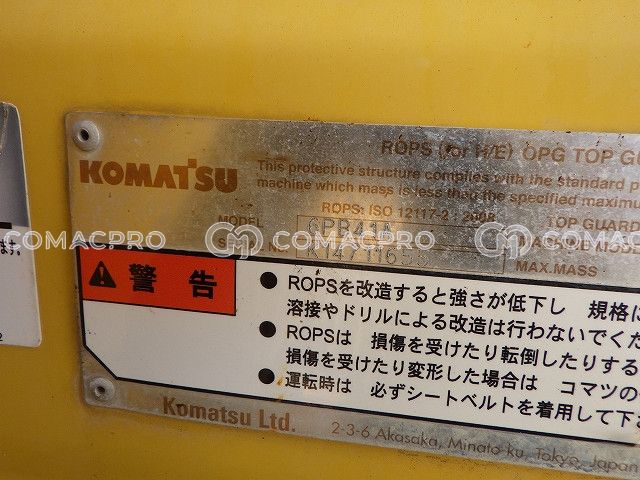 ROPS (for H/E) OPG TOP G
KOMATSU
This protective structure complies with the standard p
machine which mass is less than the specified maximu
ROPS: ISO 12117-2 : 2008
MODEL
TOP GUARD
COMACPRO COMACPRO COMACPRO
MAX.MASS
警告
● ROPSを改造すると強さが低下し 規格に
溶接やドリルによる改造は行わないでくだ
● ROPSは 損傷を受けたり転倒したりする
損傷を受けたり変形した場合は コマツの
● 運転時は 必ずシートベルトを着用して下
Komatsu Ltd.
2-3-6 Akasaka, Minato-ku, Tokyo, Japan
ます。
2